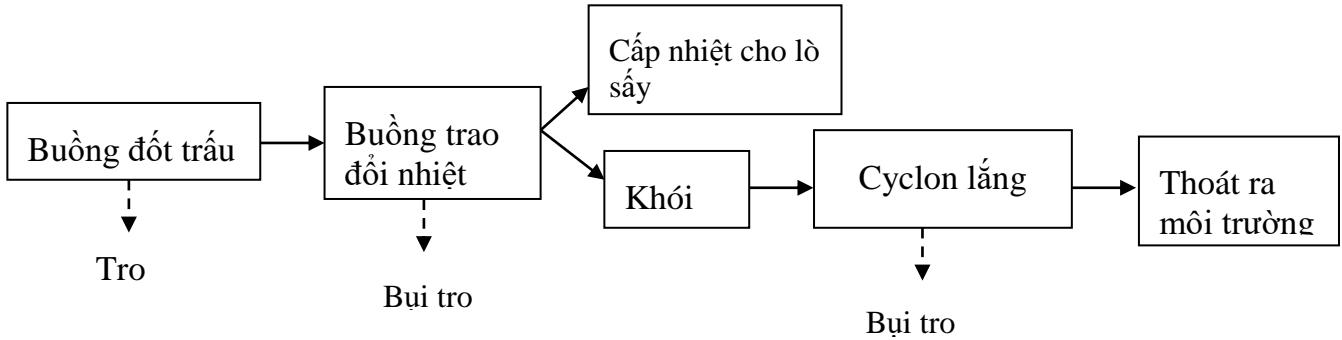 Buồng đốt trấu
Tro
Buồng trao
đổi nhiệt
Bụi tro
Cấp nhiệt cho lò
sấy
Khói
Cyclon lắng
Bụi tro
Thoát ra
môi trường